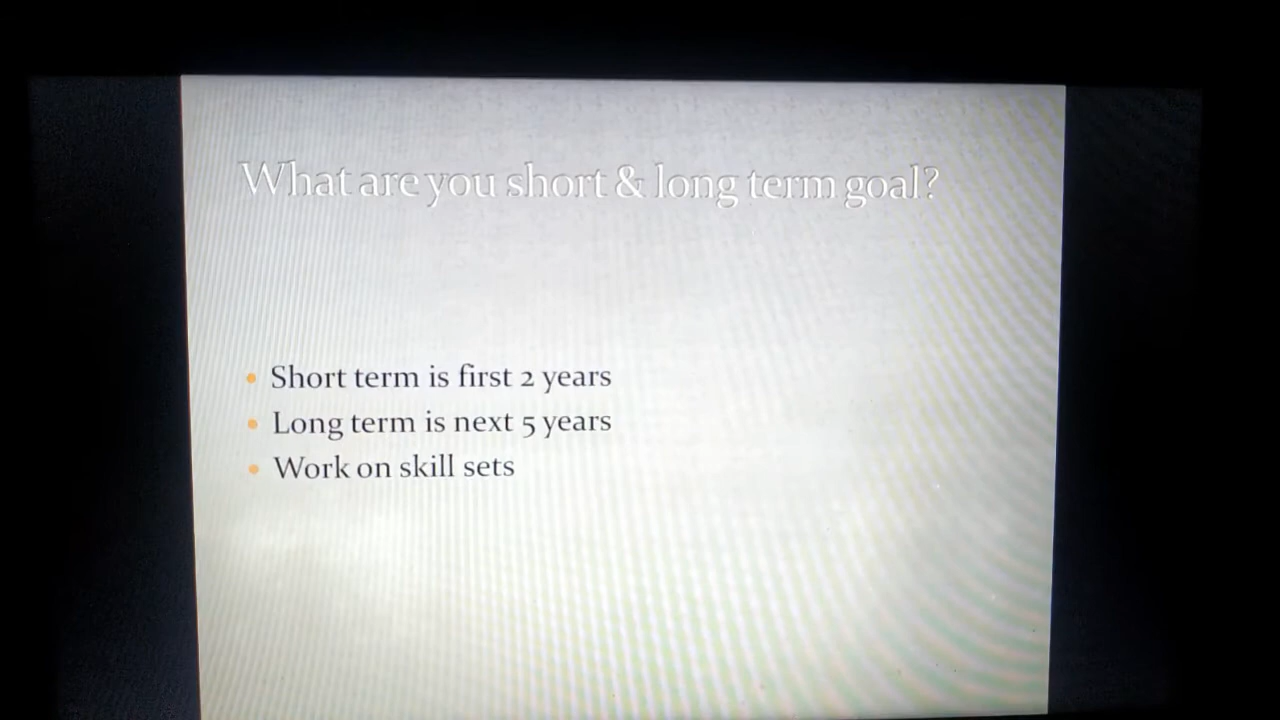 What are you short & long term goal?
• Short term is first 2 years
• Long term is next 5 years
• Work on skill sets